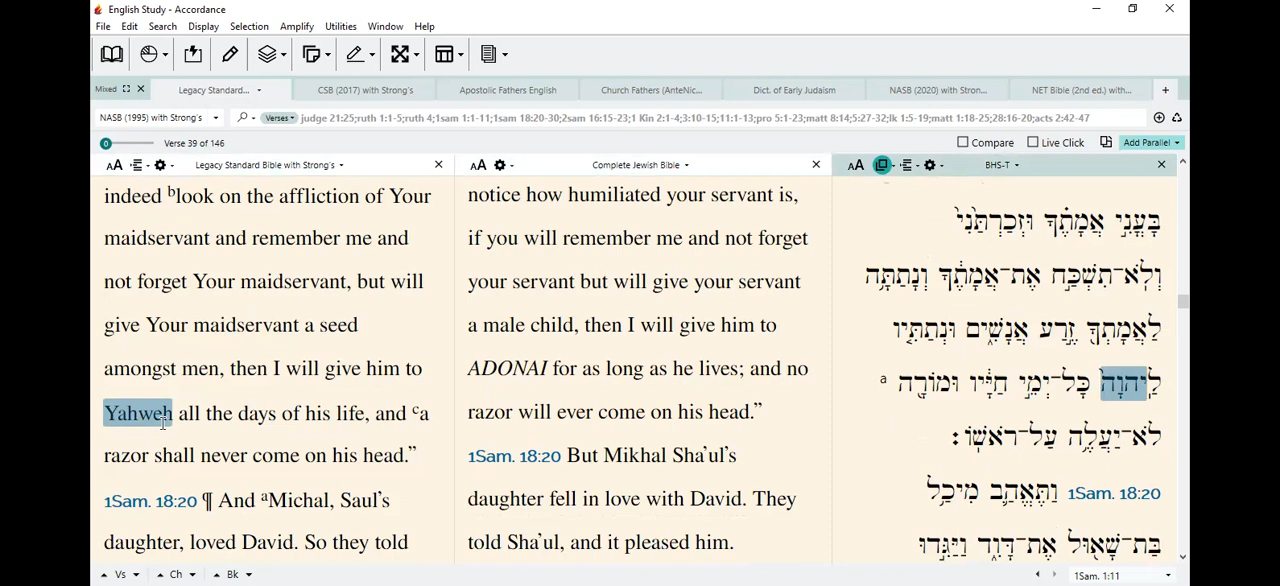 English Study - Accordance
File Edit Search Display Selection Amplify Utilities Window Help
Mixed Legacy Standard... CSB (2017) with Strong's Apostolic Fathers English Church Fathers (AnteNic... Dict. of Early Judaism NASB (2020) with Stron... NET Bible (2nd ed.) with... +
NASB (1995) with Strong's Verses judge 21:25;ruth 1:1-5;ruth 4;1sam 1:1-11;1sam 18:20-30;2sam 16:15-23;1 Kin 2:1-4;3:10-15;11:1-13;pro 5:1-23;matt 8:14;5:27-32;lk 1:5-19;matt 1:18-25;28:16-20;acts 2:42-47
0 Verse 39 of 146 Compare Live Click Add Parallel
AA Legacy Standard Bible with Strong's
indeed ᵇlook on the affliction of Your
maidservant and remember me and
not forget Your maidservant, but will
give Your maidservant a seed
amongst men, then I will give him to
Yahweh all the days of his life, and ᶜa
razor shall never come on his head.”
1Sam. 18:20 ¶ And ᵃMichal, Saul’s
daughter, loved David. So they told
AA Complete Jewish Bible
notice how humiliated your servant is,
if you will remember me and not forget
your servant but will give your servant
a male child, then I will give him to
ADONAI for as long as he lives; and no
razor will ever come on his head.”
1Sam. 18:20 But Mikhal Sha’ul’s
daughter fell in love with David. They
told Sha’ul, and it pleased him.
AA BHS-T
בָּעֳנִ֣י אֲמָתֶ֗ךָ וּזְכַרְתַּ֙נִי֙
וְלֹֽא־תִשְׁכַּ֣ח אֶת־אֲמָתֶ֔ךָ וְנָתַתָּ֥ה
לַאֲמָתְךָ֖ זֶ֣רַע אֲנָשִׁ֑ים וּנְתַתִּ֤יו
לַֽיהוָה֙ כָּל־יְמֵ֣י חַיָּ֔יו וּמוֹרָ֖ה a
לֹא־יַעֲלֶ֥ה עַל־רֹאשֽׁוֹ׃
1Sam. 18:20 וַתֶּאֱהַ֛ב מִיכַ֥ל
בַּת־שָׁא֖וּל אֶת־דָּוִ֑ד וַיַּגִּ֣דוּ
Vs Ch Bk 1Sam. 1:11